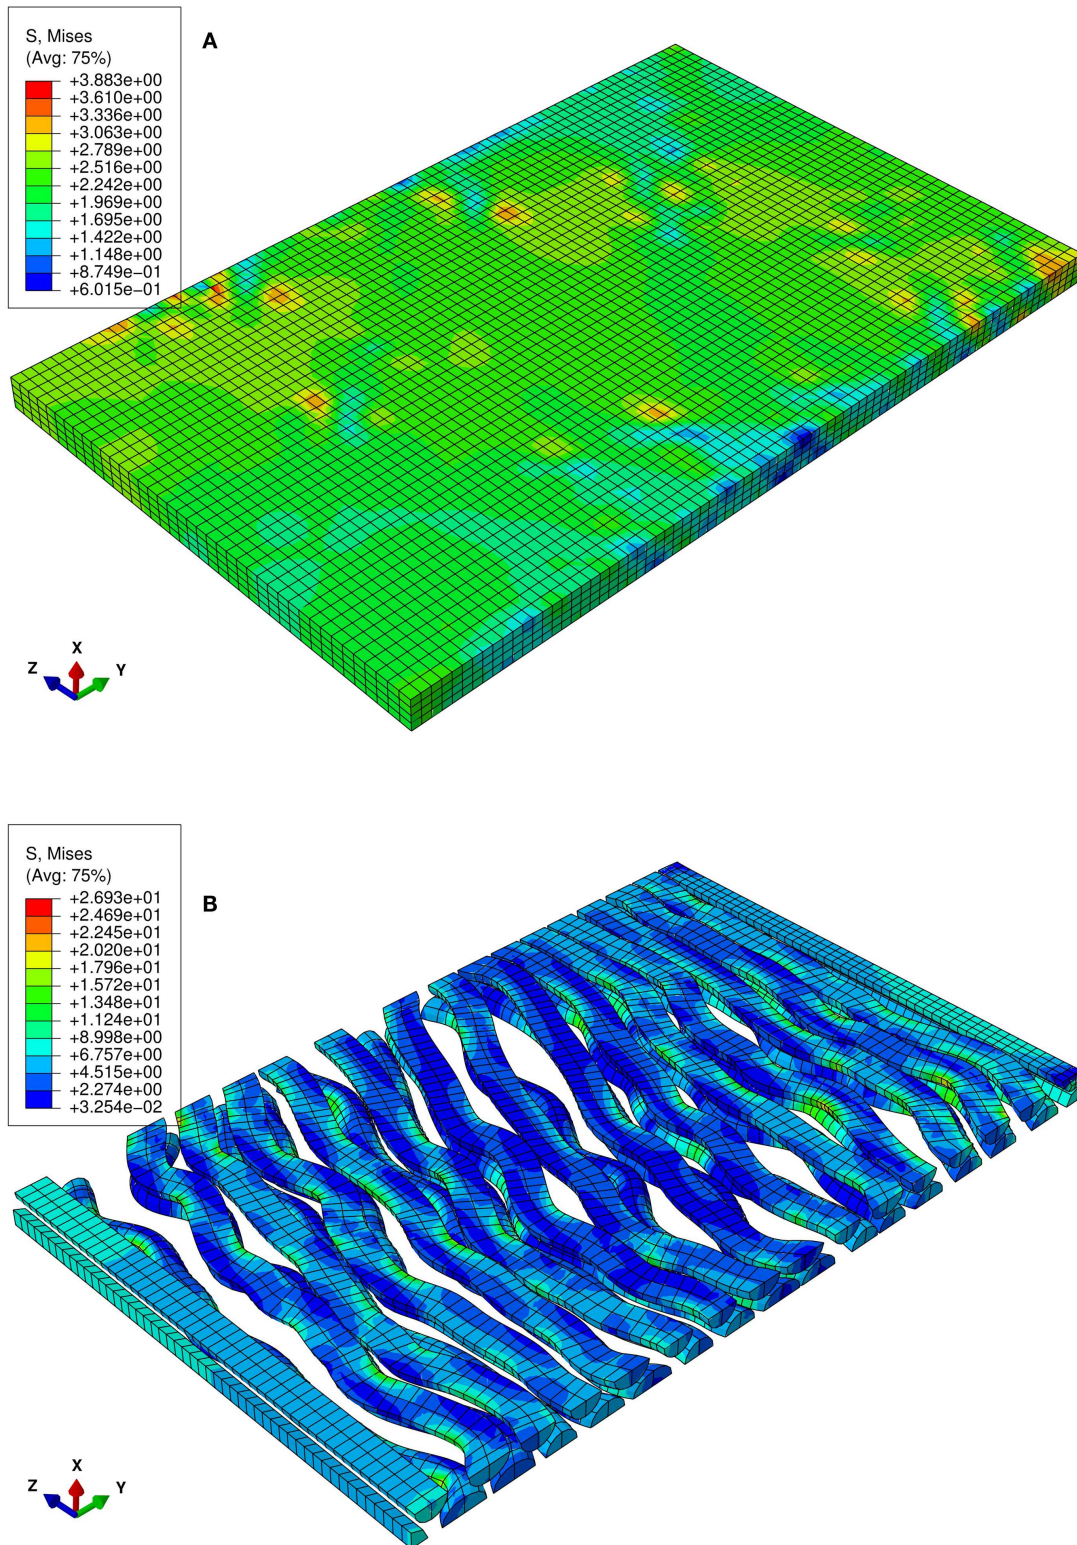 S, Mises
(Avg: 75%)
+3.883e+00
+3.610e+00
+3.336e+00
+3.063e+00
+2.789e+00
+2.516e+00
+2.242e+00
+1.969e+00
+1.695e+00
+1.422e+00
+1.148e+00
+8.749e−01
+6.015e−01
A
X
Z
Y
S, Mises
(Avg: 75%)
+2.693e+01
+2.469e+01
+2.245e+01
+2.020e+01
+1.796e+01
+1.572e+01
+1.348e+01
+1.124e+01
+8.998e+00
+6.757e+00
+4.515e+00
+2.274e+00
+3.254e−02
B
X
Z
Y